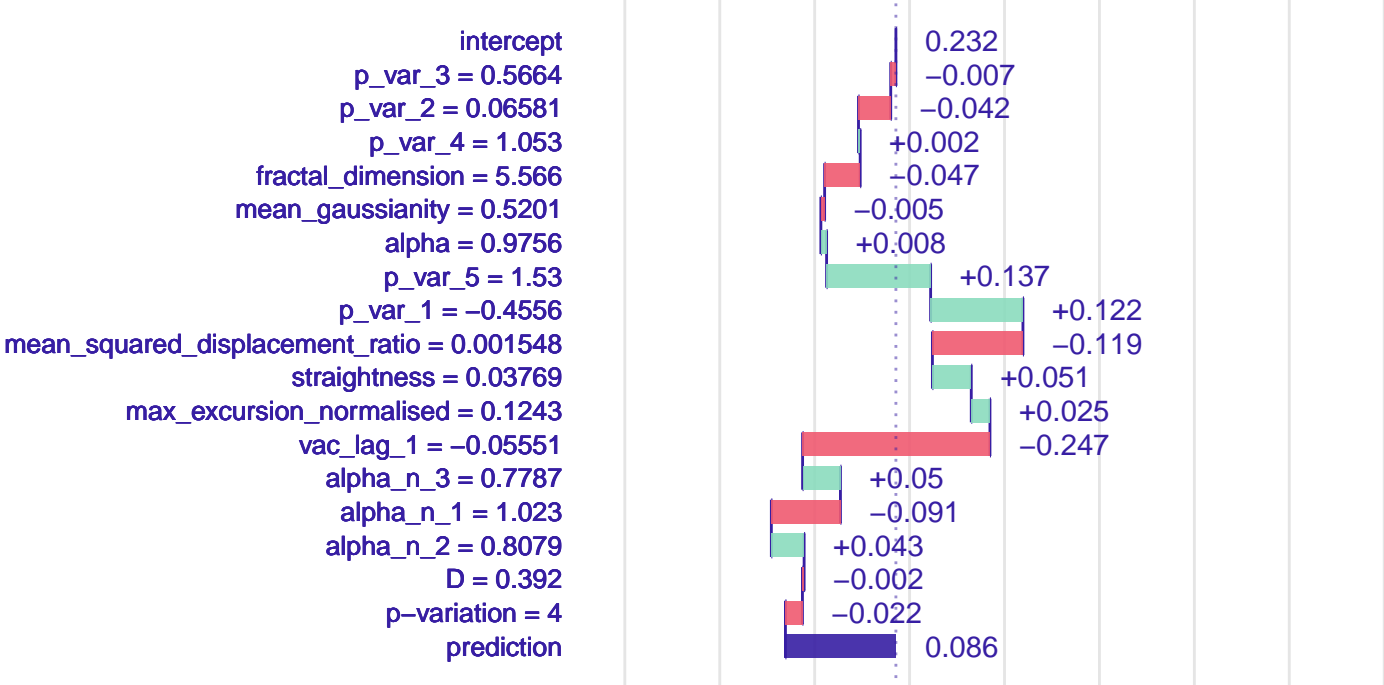 intercept 0.232
p_var_3 = 0.5664 −0.007
p_var_2 = 0.06581 −0.042
p_var_4 = 1.053 +0.002
fractal_dimension = 5.566 −0.047
mean_gaussianity = 0.5201 −0.005
alpha = 0.9756 +0.008
p_var_5 = 1.53 +0.137
p_var_1 = −0.4556 +0.122
mean_squared_displacement_ratio = 0.001548 −0.119
straightness = 0.03769 +0.051
max_excursion_normalised = 0.1243 +0.025
vac_lag_1 = −0.05551 −0.247
alpha_n_3 = 0.7787 +0.05
alpha_n_1 = 1.023 −0.091
alpha_n_2 = 0.8079 +0.043
D = 0.392 −0.002
p−variation = 4 −0.022
prediction 0.086